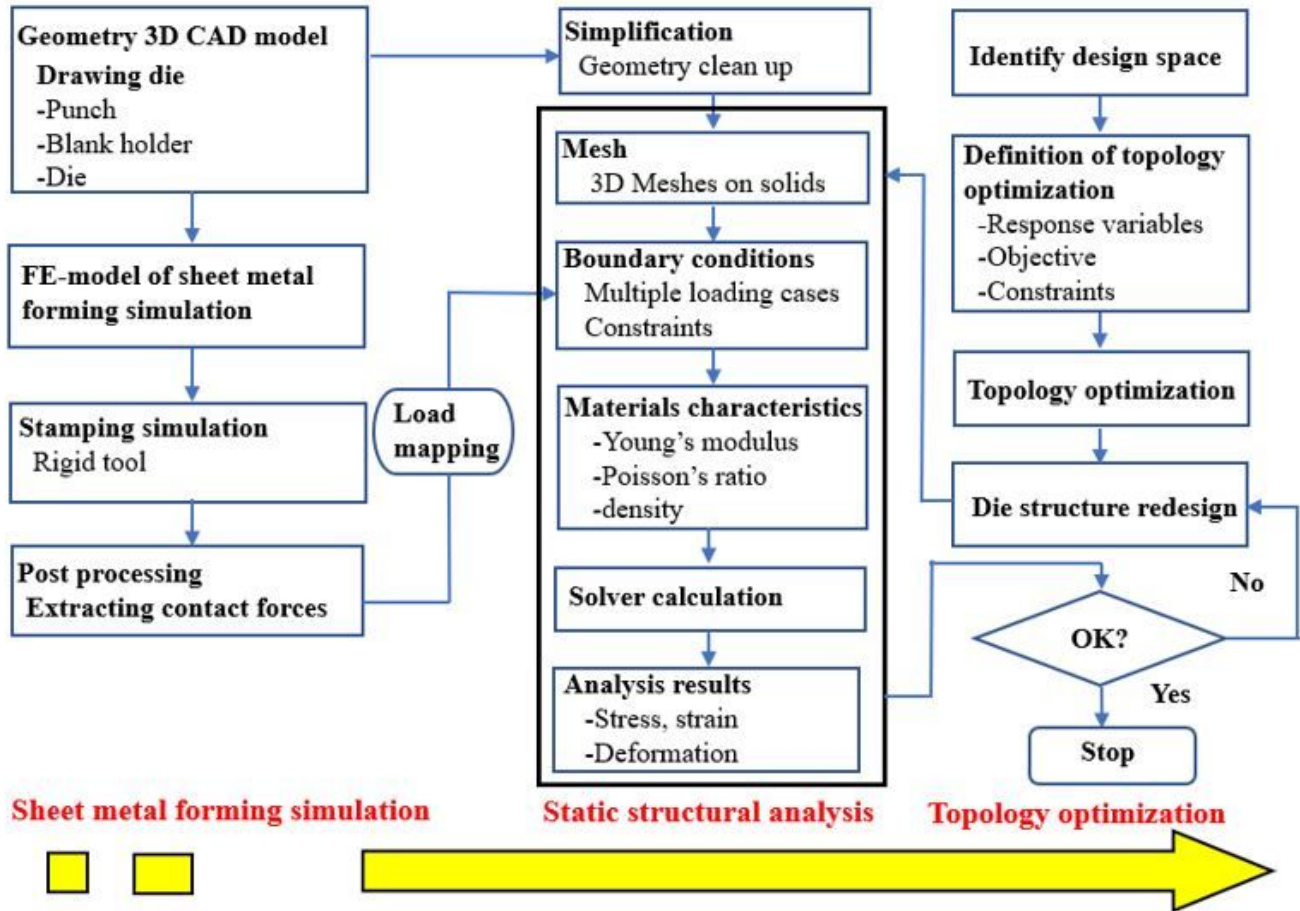 Geometry 3D CAD model
Drawing die
-Punch
-Blank holder
-Die
FE-model of sheet metal
forming simulation
Stamping simulation
Rigid tool
Post processing
Extracting contact forces
Load
mapping
Simplification
Geometry clean up
Mesh
3D Meshes on solids
Boundary conditions
Multiple loading cases
Constraints
Materials characteristics
-Young's modulus
-Poisson's ratio
-density
Solver calculation
Analysis results
-Stress, strain
-Deformation
Identify design space
Definition of topology
optimization
-Response variables
-Objective
-Constraints
Topology optimization
Die structure redesign
No
OK?
Yes
Stop
Sheet metal forming simulation
Static structural analysis
Topology optimization